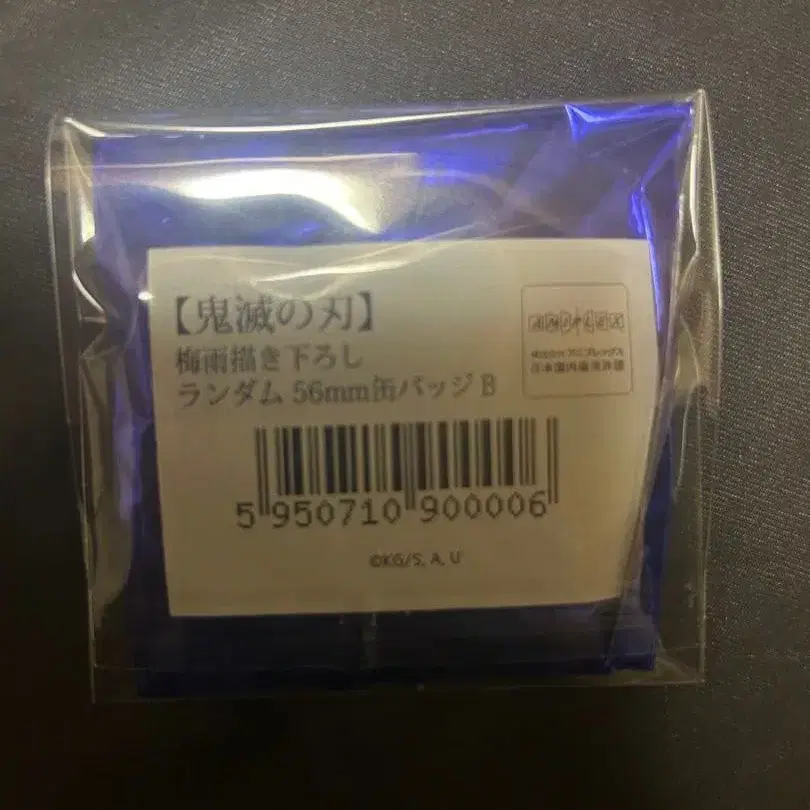 【鬼滅の刃】
梅雨描き下ろし
ランダム 56mm缶バッジ B
5 950710 900006
©KG/S, A, U